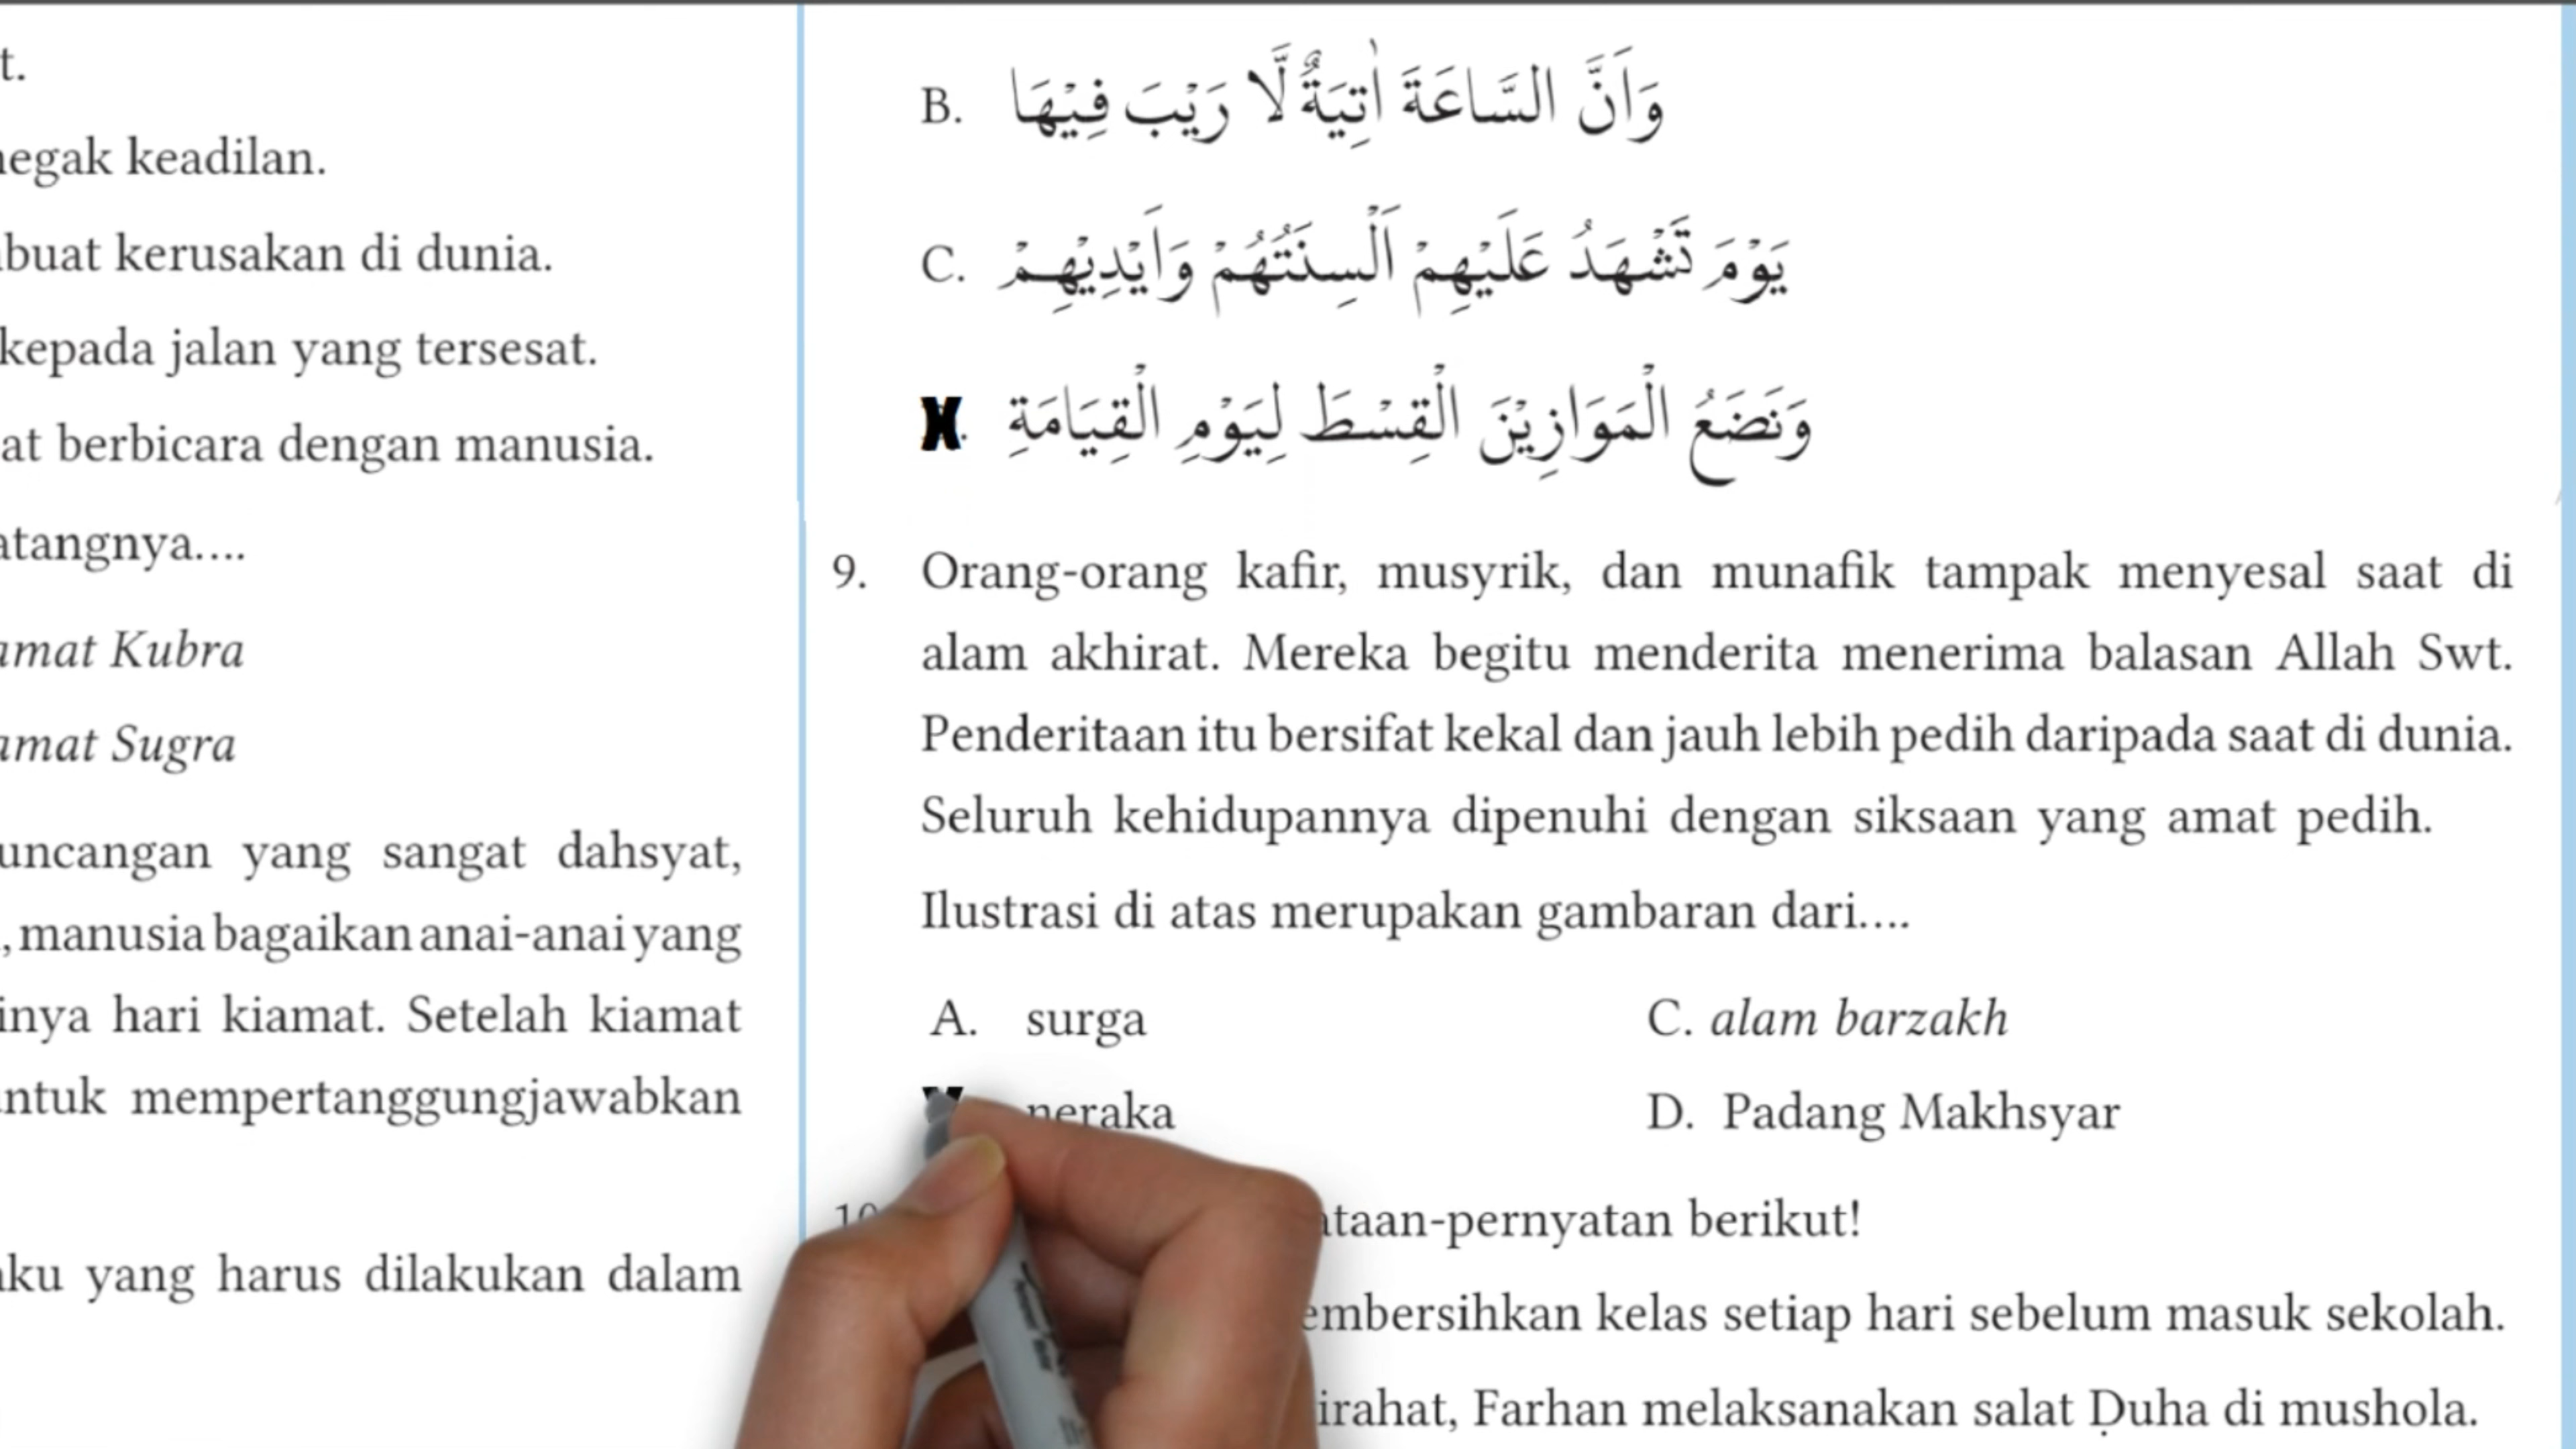 t.
negak keadilan.
buat kerusakan di dunia.
kepada jalan yang tersesat.
at berbicara dengan manusia.
atangnya....
amat Kubra
amat Sugra
uncangan yang sangat dahsyat,
, manusia bagaikan anai-anai yang
inya hari kiamat. Setelah kiamat
untuk mempertanggungjawabkan
aku yang harus dilakukan dalam
B. وَاَنَّ السَّاعَةَ اٰتِيَةٌ لَّا رَيْبَ فِيْهَا
C. يَوْمَ تَشْهَدُ عَلَيْهِمْ اَلْسِنَتُهُمْ وَاَيْدِيْهِمْ
وَنَضَعُ الْمَوَازِيْنَ الْقِسْطَ لِيَوْمِ الْقِيَامَةِ
9. Orang-orang kafir, musyrik, dan munafik tampak menyesal saat di
alam akhirat. Mereka begitu menderita menerima balasan Allah Swt.
Penderitaan itu bersifat kekal dan jauh lebih pedih daripada saat di dunia.
Seluruh kehidupannya dipenuhi dengan siksaan yang amat pedih.
Ilustrasi di atas merupakan gambaran dari....
A. surga
neraka
C. alam barzakh
D. Padang Makhsyar
10
ataan-pernyatan berikut!
embersihkan kelas setiap hari sebelum masuk sekolah.
irahat, Farhan melaksanakan salat Ḍuha di mushola.